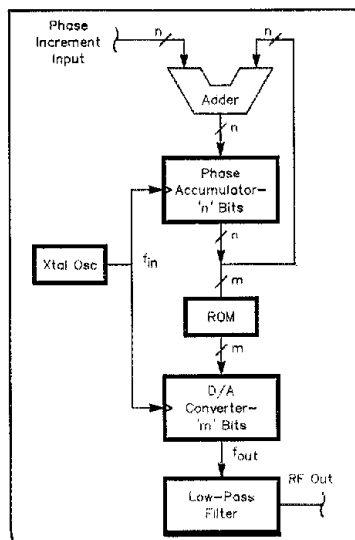 Phase
Increment
Input
n
n
Adder
n
Phase
Accumulator-
'n' Bits
n
Xtal Osc
fin
m
ROM
m
D/A
Converter-
'm' Bits
fout
RF Out
Low-Pass
Filter